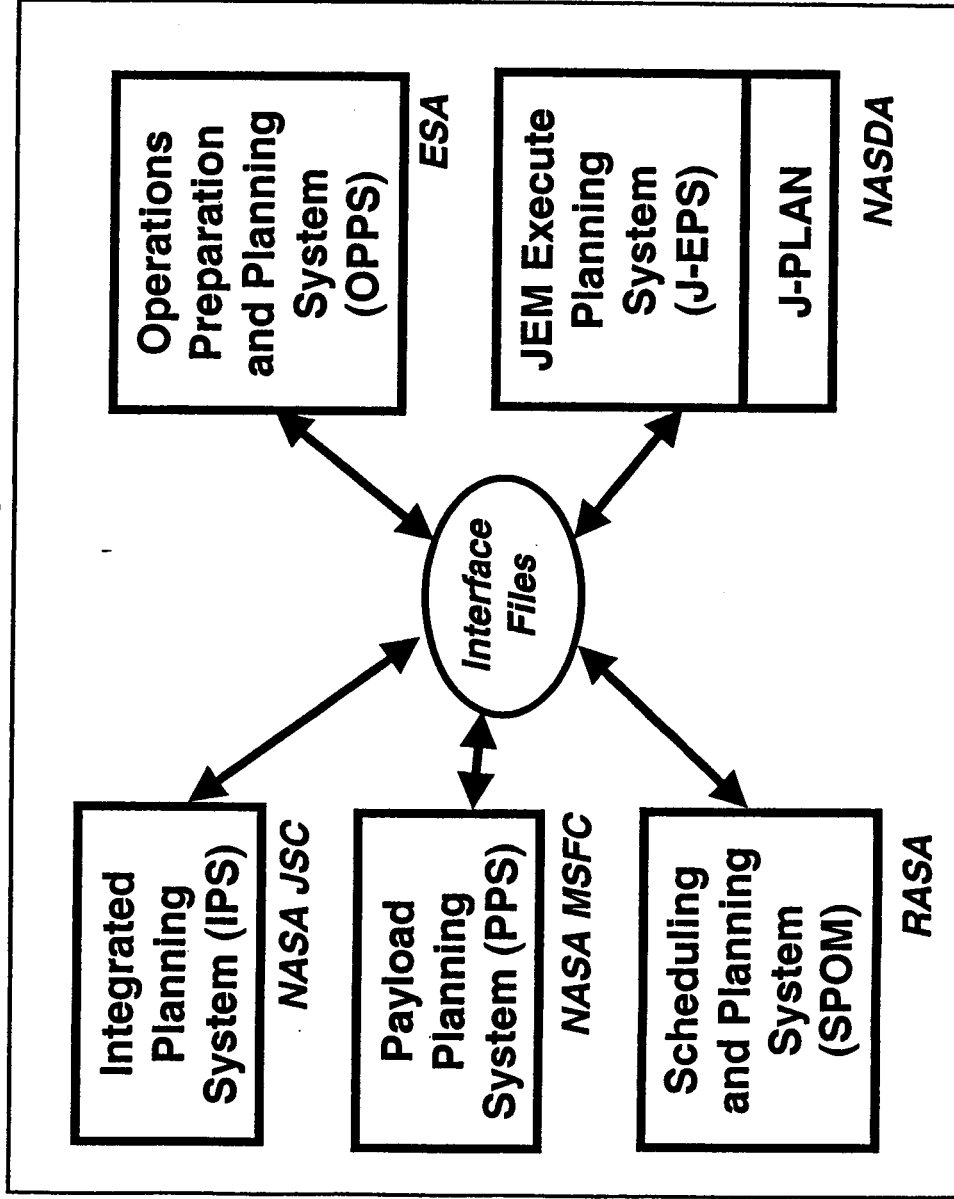 Integrated
Planning
System (IPS)
NASA JSC
Payload
Planning
System (PPS)
NASA MSFC
Scheduling
and Planning
System
(SPOM)
RASA
Interface
Files
Operations
Preparation
and Planning
System
(OPPS)
ESA
JEM Execute
Planning
System
(J-EPS)
J-PLAN
NASDA